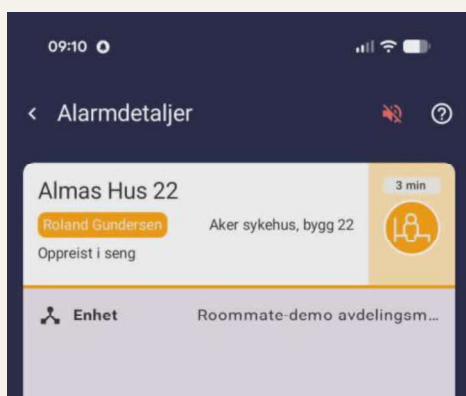 09:10
Alarmdetaljer
Almas Hus 22
3 min
Roland Gundersen
Aker sykehus, bygg 22
Oppreist i seng
Enhet
Roommate-demo avdelingsm...